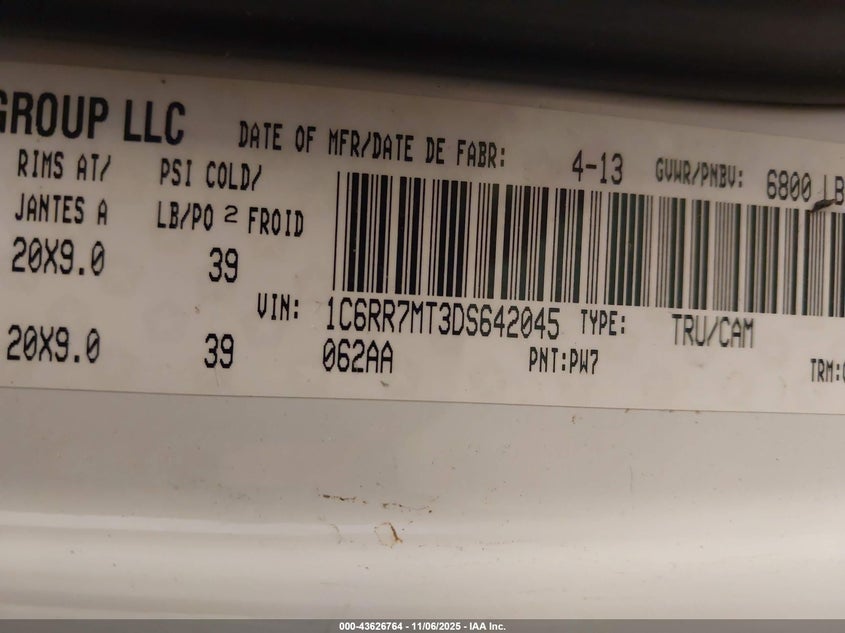 GROUP LLC
DATE OF MFR/DATE DE FABR: 4-13 GVWR/PNBV: 6800 LB
RIMS AT/ PSI COLD/
JANTES A LB/PO 2 FROID
20X9.0 39
VIN: 1C6RR7MT3DS642045 TYPE: TRU/CAM
20X9.0 39 062AA PNT:PW7 TRM:
000-43626764 - 11/06/2025 - IAA Inc.